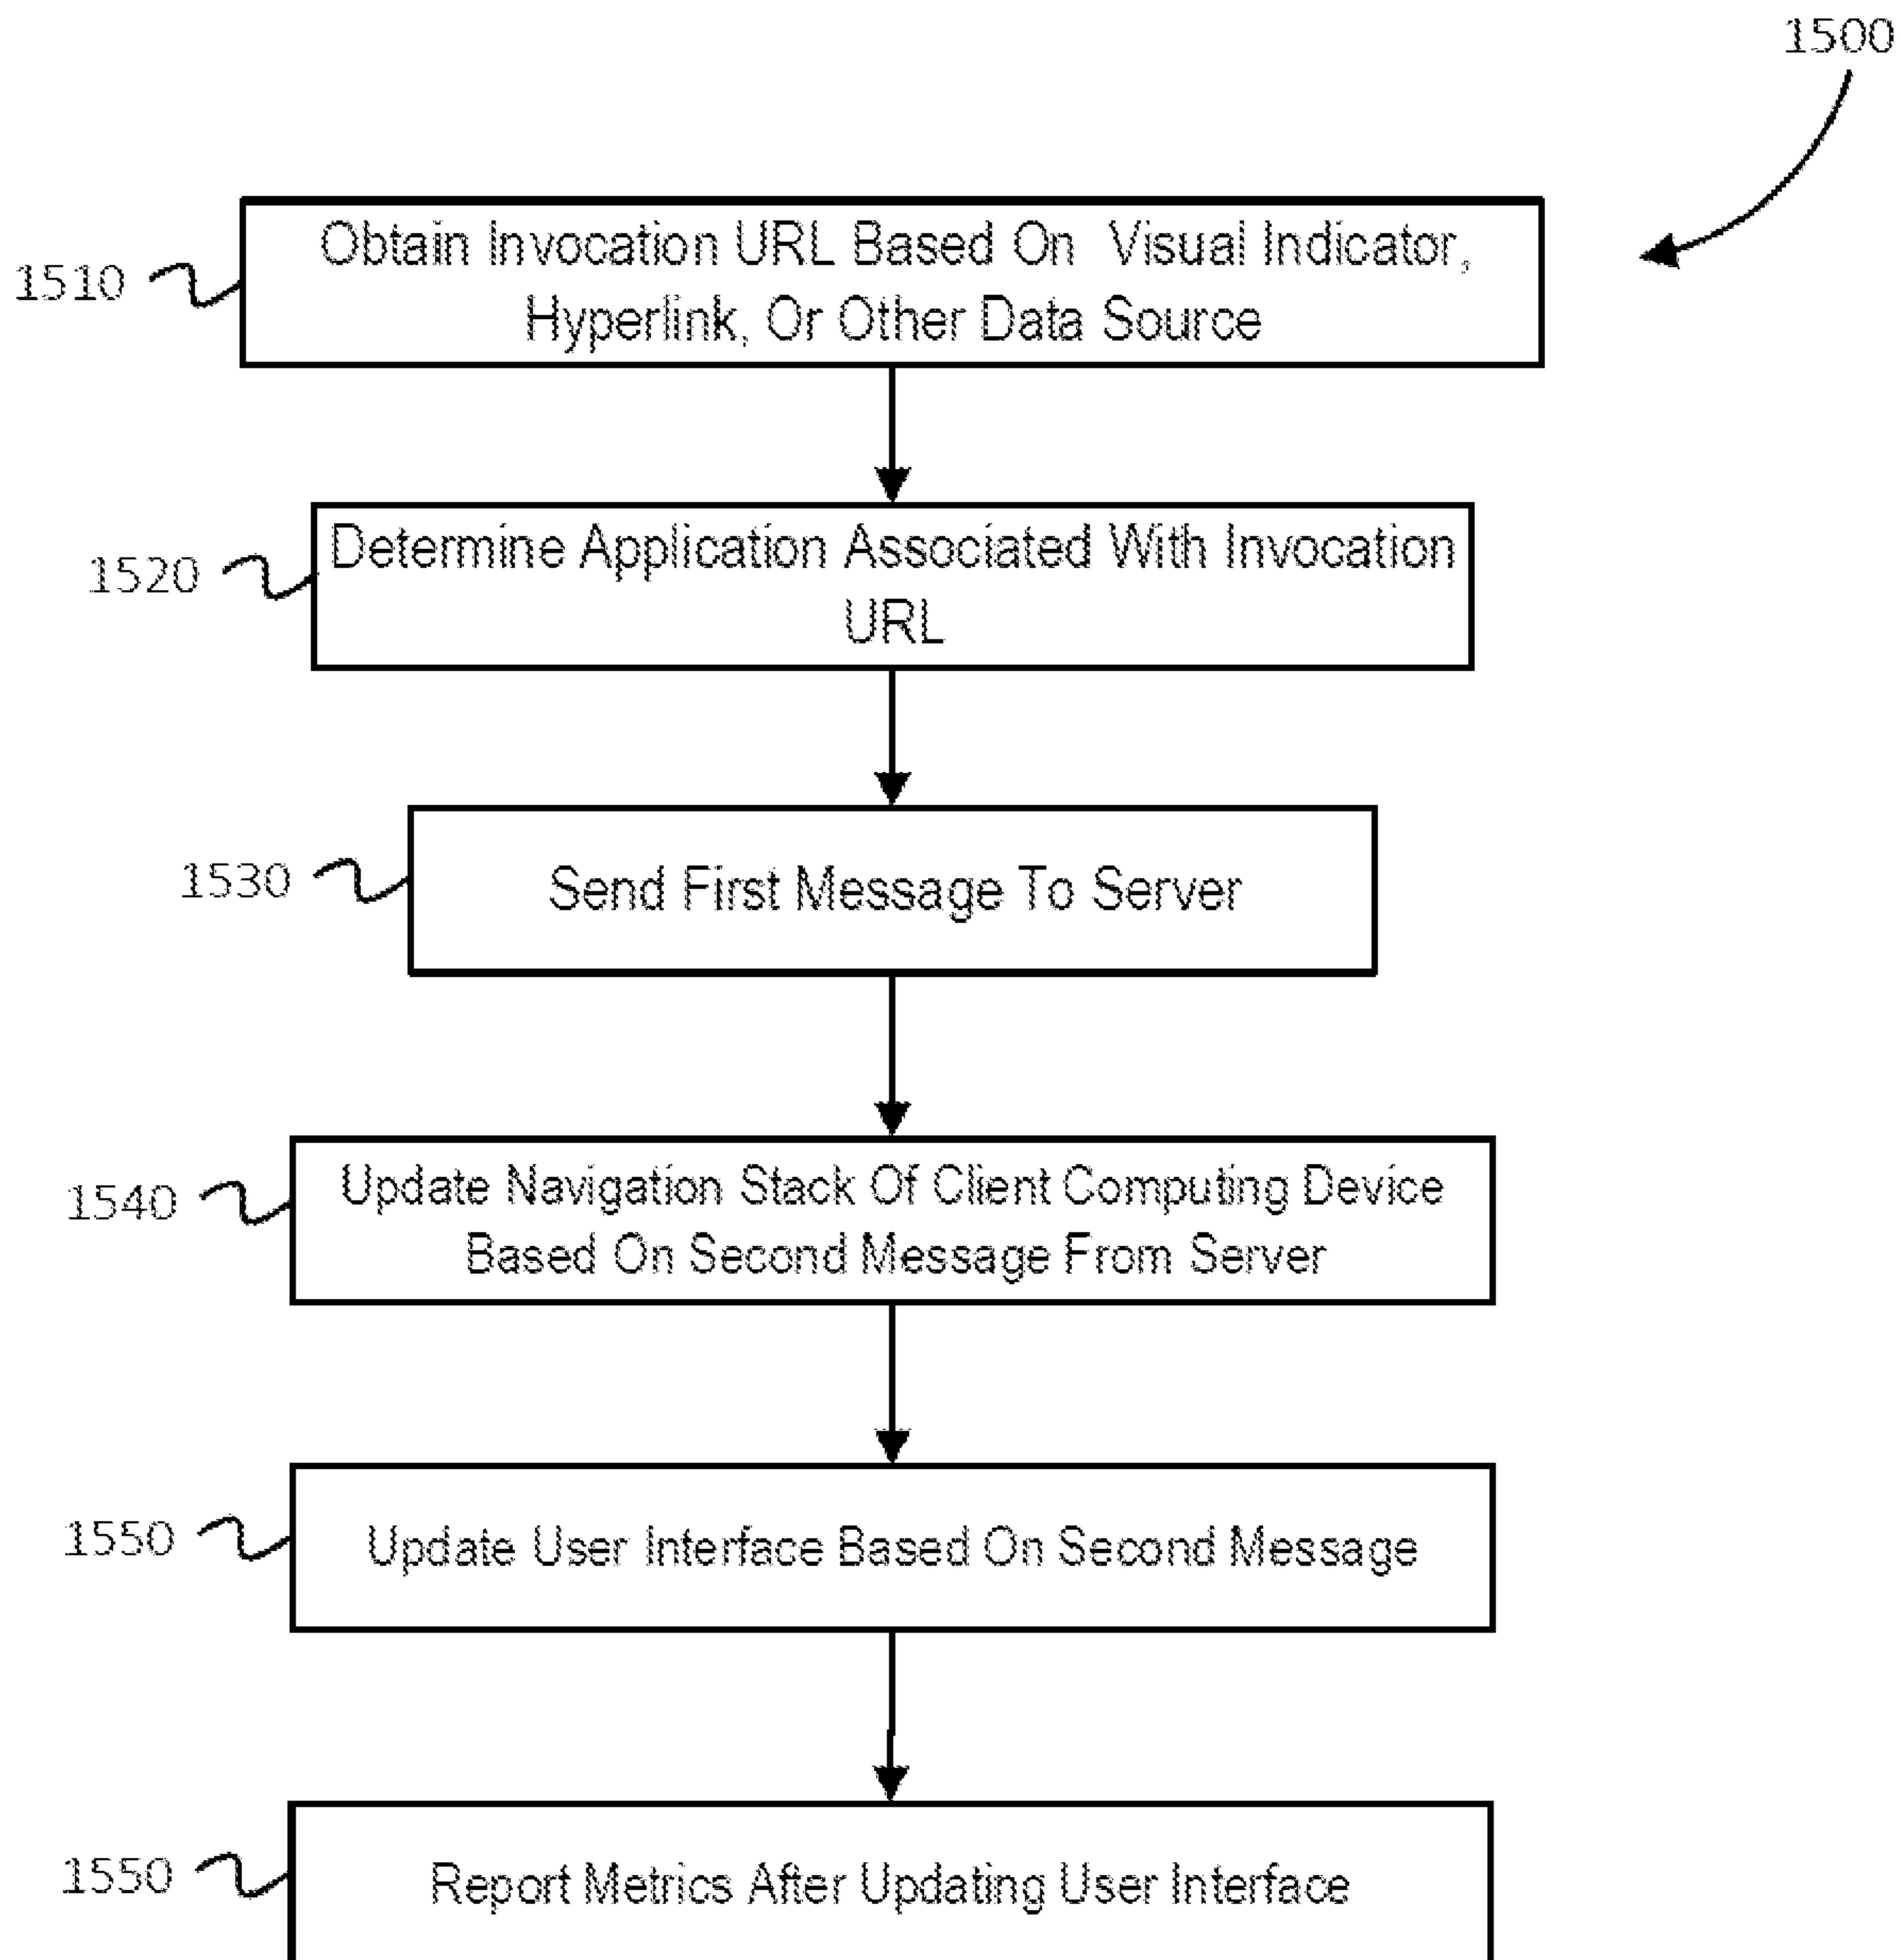 1500
1510
Obtain Invocation URL Based On Visual Indicator,
Hyperlink, Or Other Data Source
1520
Determine Application Associated With Invocation
URL
1530
Send First Message To Server
1540
Update Navigation Stack Of Client Computing Device
Based On Second Message From Server
1550
Update User Interface Based On Second Message
1550
Report Metrics After Updating User Interface